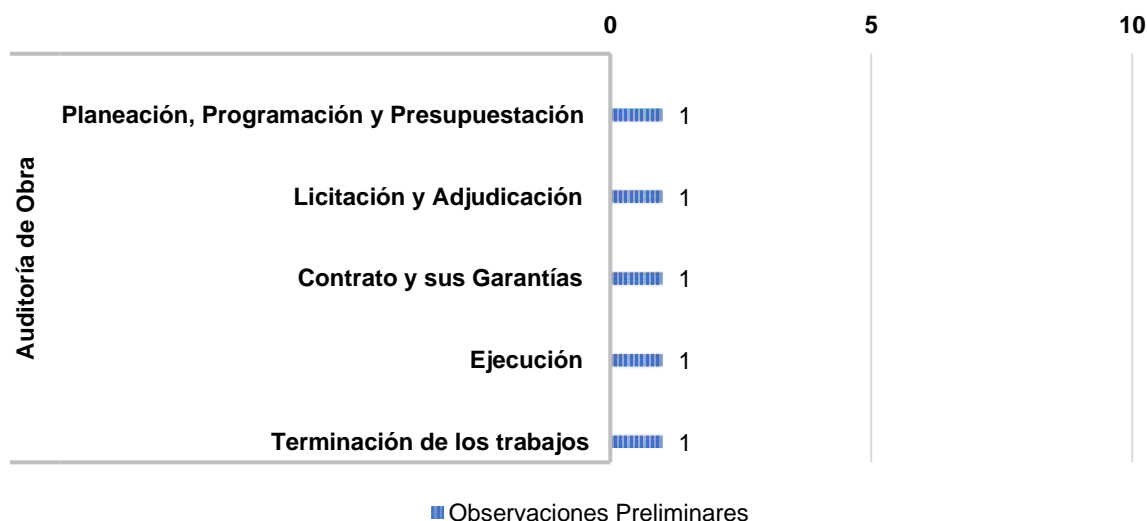 0 5 10
Auditoría de Obra
Planeación, Programación y Presupuestación 1
Licitación y Adjudicación 1
Contrato y sus Garantías 1
Ejecución 1
Terminación de los trabajos 1
Observaciones Preliminares